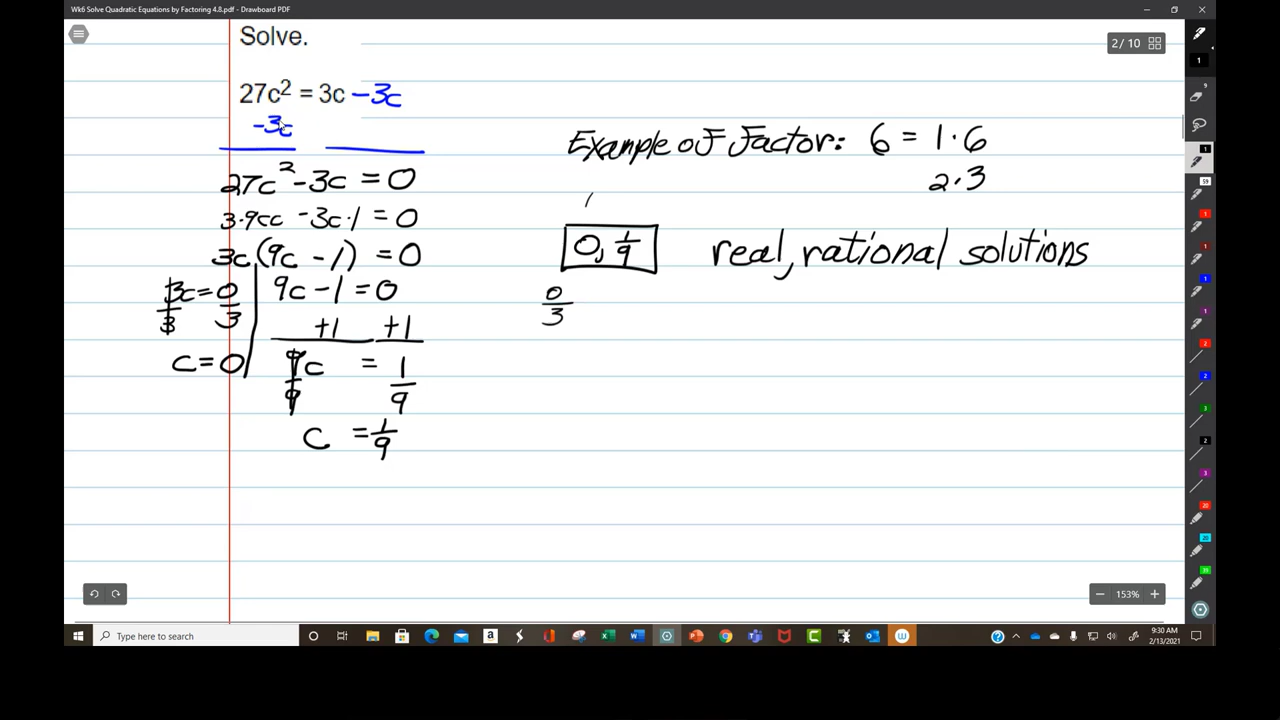 Wk6 Solve Quadratic Equations by Factoring 4.8.pdf - Drawboard PDF
2 / 10
Solve.
27c² = 3c -3c
-3c
27c² - 3c = 0
3·9cc - 3c·1 = 0
3c(9c - 1) = 0
3c = 0
3 3
c = 0
9c - 1 = 0
+1 +1
9c = 1
9 9
c = 1/9
Example of Factor: 6 = 1·6
2·3
0, 1/9 real, rational solutions
0/3
153%
Type here to search
9:30 AM
2/13/2021